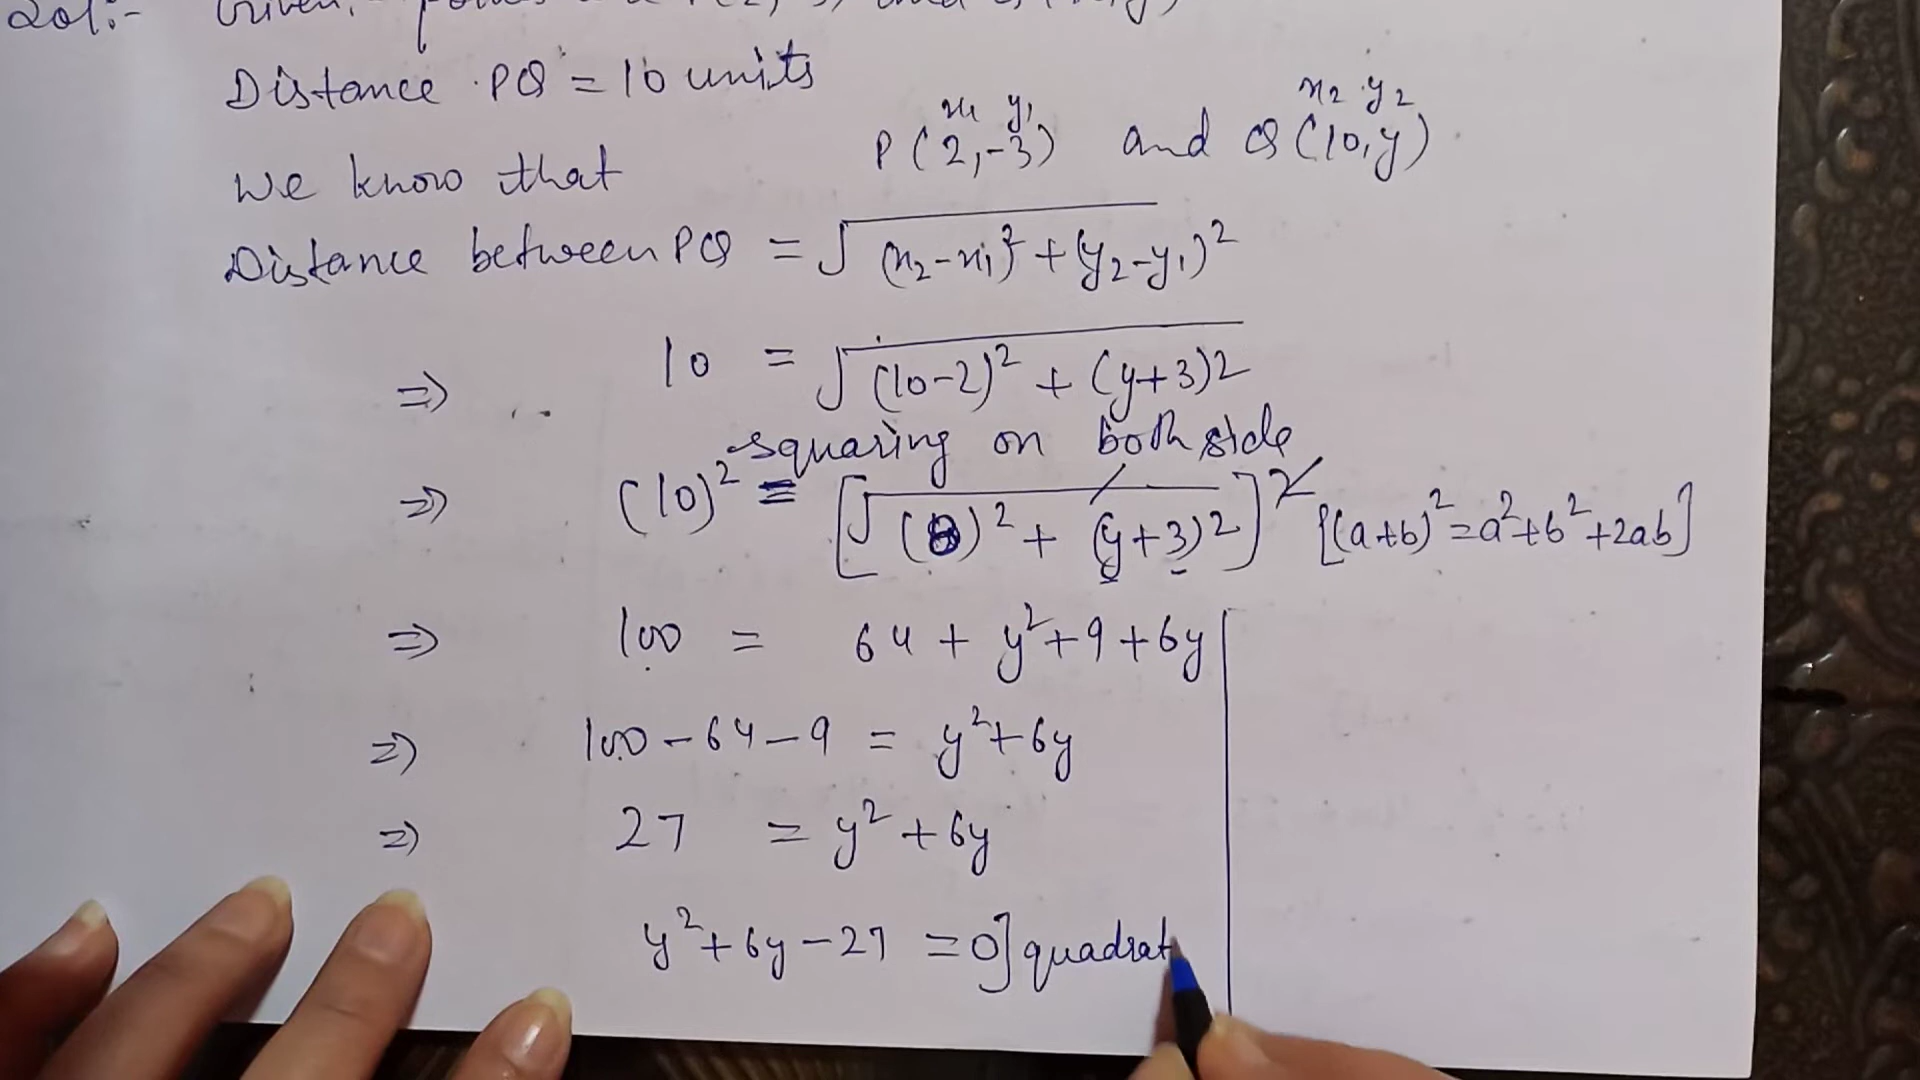 Sol:- Given,
Distance PQ = 10 units
x1 y1 x2 y2
P(2,-3) and Q(10,y)
We know that
Distance between PQ = √(x2-x1)²+(y2-y1)²
⇒ 10 = √(10-2)² + (y+3)2
squaring on both side
⇒ (10)² = [√(8)² + (y+3)2]² [(a+b)²=a²+b²+2ab]
⇒ 100 = 64 + y²+9+6y
⇒ 100-64-9 = y²+6y
⇒ 27 = y²+6y
y²+6y-27 = 0] quadrat